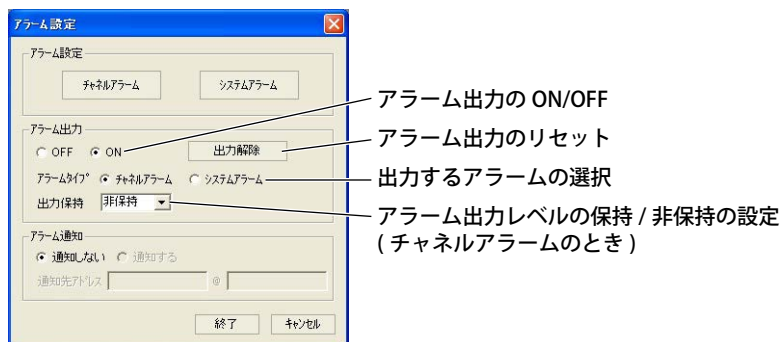 アラーム設定
アラーム設定
チャネルアラーム システムアラーム
アラーム出力
OFF ON 出力解除
アラームタイプ チャネルアラーム システムアラーム
出力保持 非保持
アラーム通知
通知しない 通知する
通知先アドレス @
終了 キャンセル
アラーム出力の ON/OFF
アラーム出力のリセット
出力するアラームの選択
アラーム出力レベルの保持 / 非保持の設定
( チャネルアラームのとき )